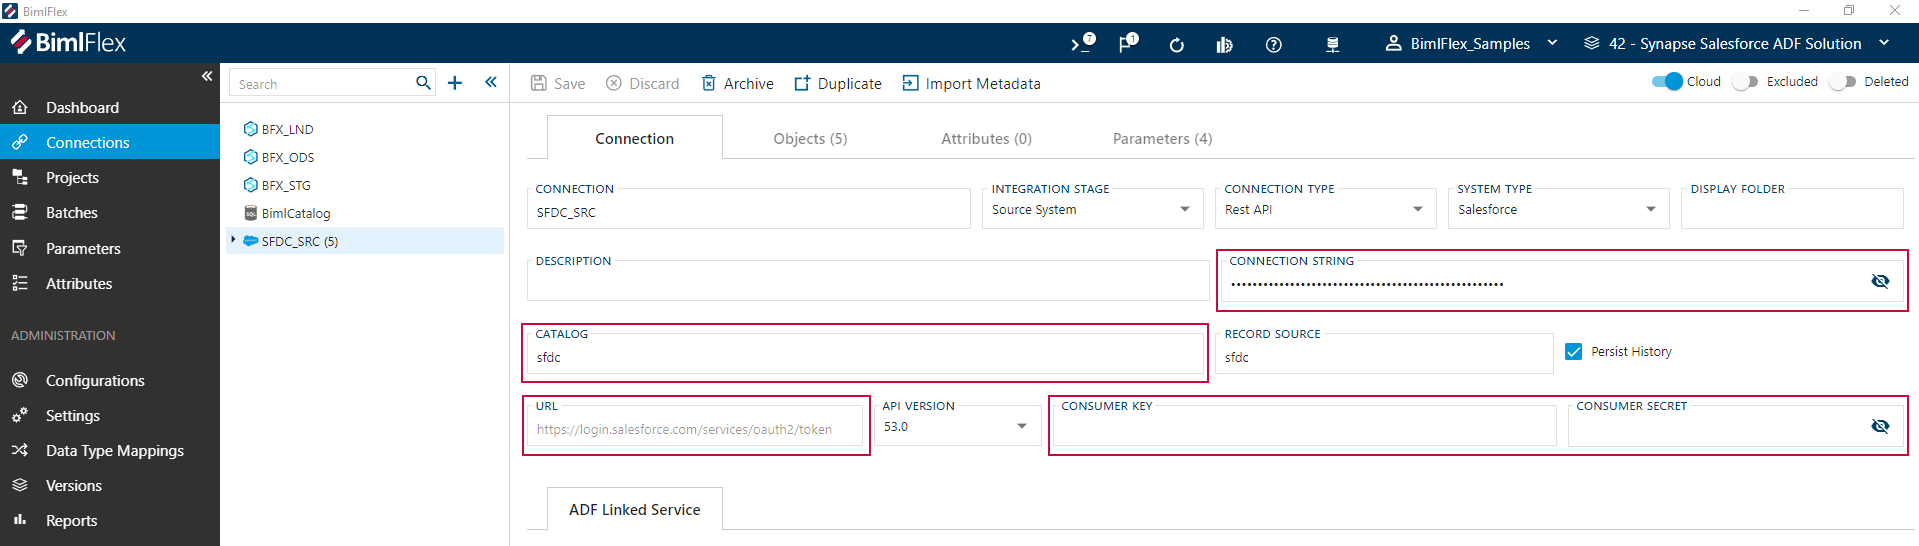 BimlFlex
BimlFlex
7
1
BimlFlex_Samples
42 - Synapse Salesforce ADF Solution
Dashboard
Connections
Projects
Batches
Parameters
Attributes
ADMINISTRATION
Configurations
Settings
Data Type Mappings
Versions
Reports
Search
BFX_LND
BFX_ODS
BFX_STG
SQL
BimlCatalog
SFDC_SRC (5)
Save
Discard
Archive
Duplicate
Import Metadata
Cloud
Excluded
Deleted
Connection
Objects (5)
Attributes (0)
Parameters (4)
CONNECTION
SFDC_SRC
INTEGRATION STAGE
Source System
CONNECTION TYPE
Rest API
SYSTEM TYPE
Salesforce
DISPLAY FOLDER
DESCRIPTION
CONNECTION STRING
••••••••••••••••••••••••••••••••••••••••••••••••••
CATALOG
sfdc
RECORD SOURCE
sfdc
Persist History
URL
https://login.salesforce.com/services/oauth2/token
API VERSION
53.0
CONSUMER KEY
CONSUMER SECRET
ADF Linked Service